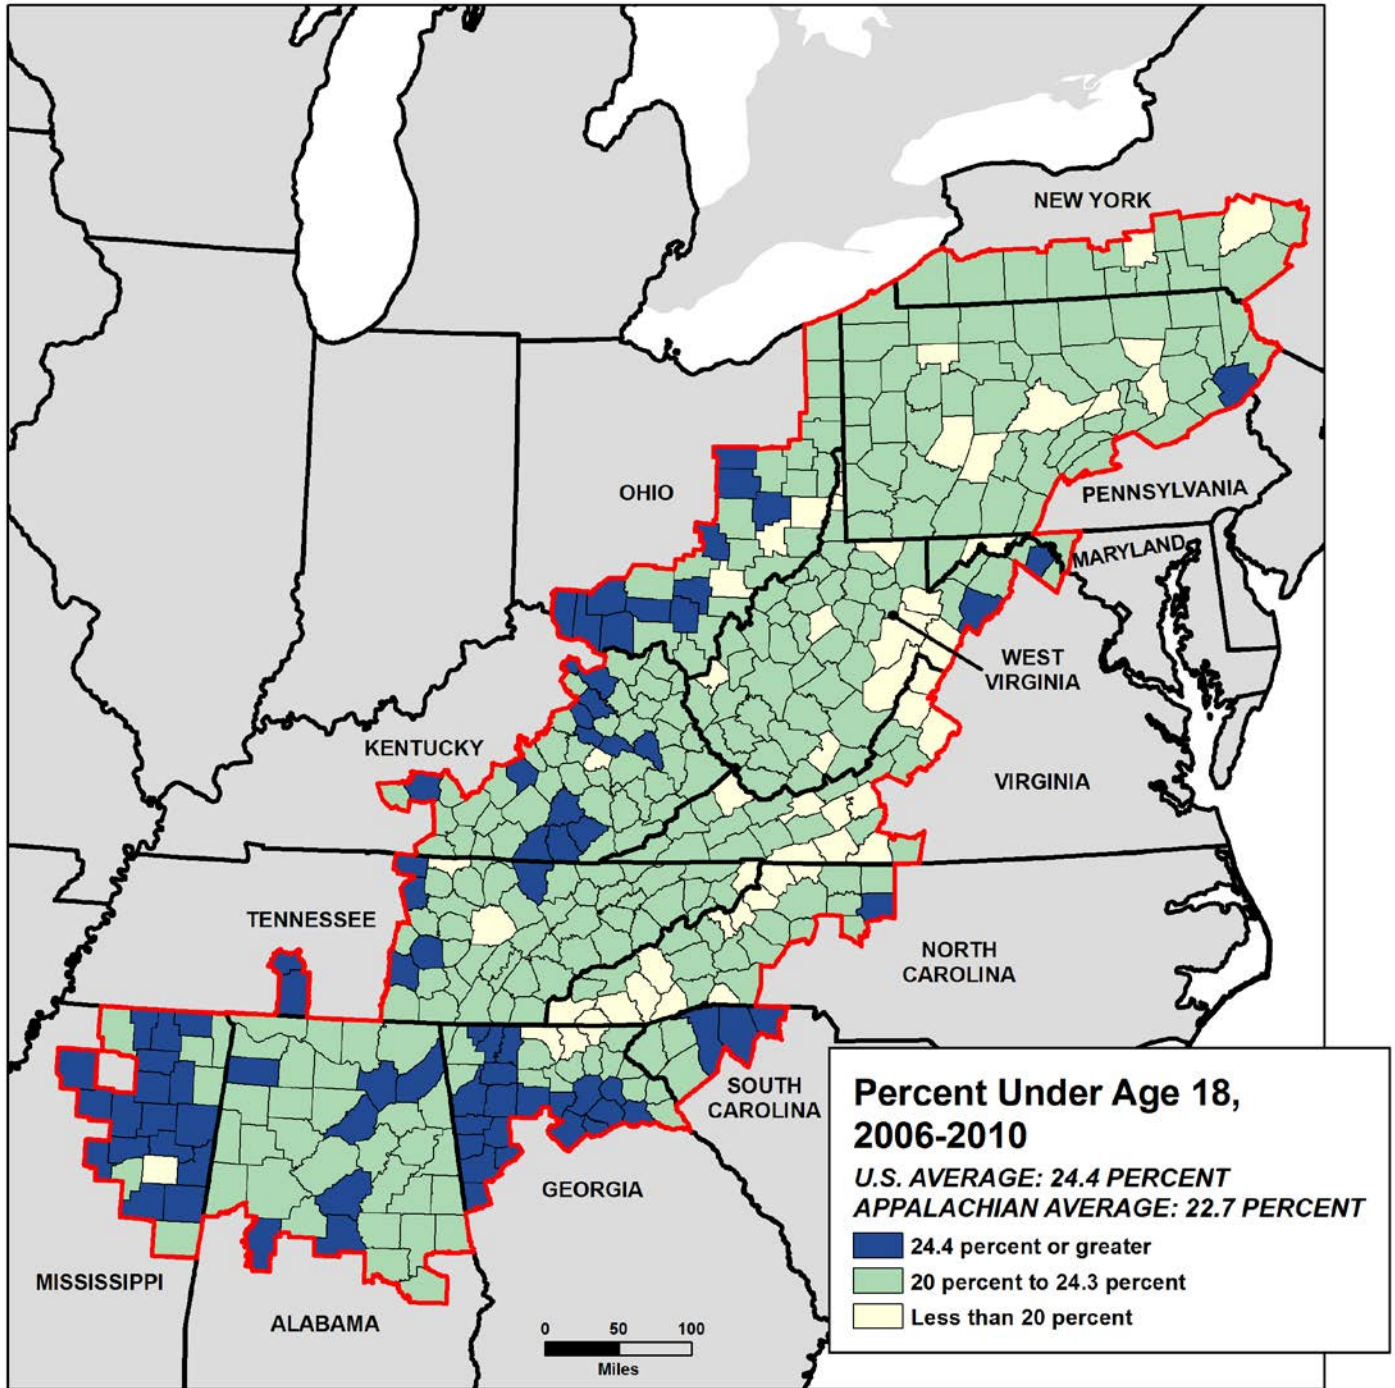 NEW YORK
OHIO
PENNSYLVANIA
MARYLAND
WEST
VIRGINIA
KENTUCKY
VIRGINIA
TENNESSEE
NORTH
CAROLINA
SOUTH
CAROLINA
GEORGIA
MISSISSIPPI
ALABAMA
0 50 100
Miles
Percent Under Age 18,
2006-2010
U.S. AVERAGE: 24.4 PERCENT
APPALACHIAN AVERAGE: 22.7 PERCENT
24.4 percent or greater
20 percent to 24.3 percent
Less than 20 percent